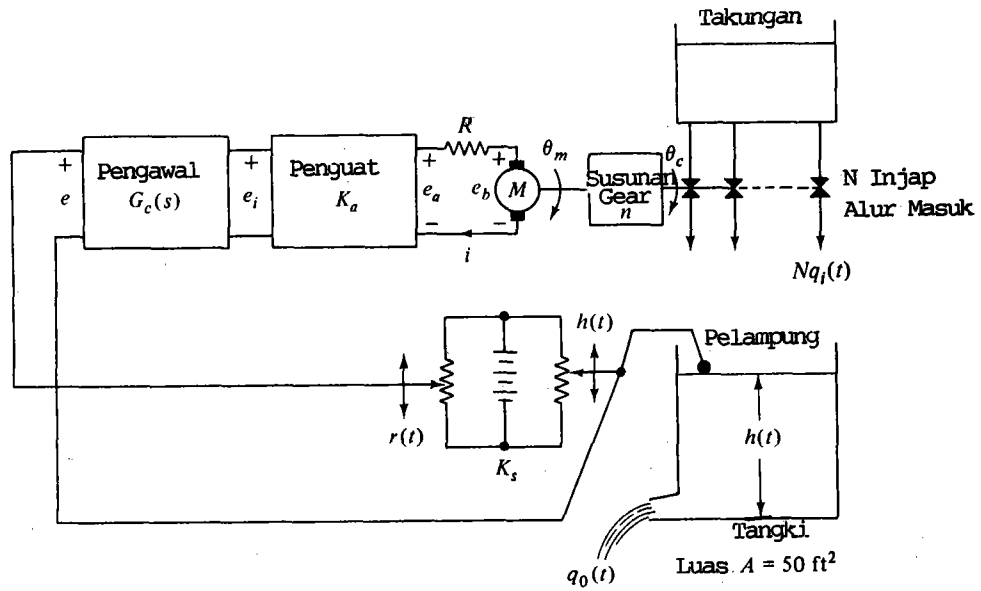 Takungan
R
+
+
+
+
Pengawal
G_c(s)
e
e_i
Penguat
K_a
e_a
e_b
M
−
−
i
θ_m
Susunan
Gear
n
θ_c
N Injap
Alur Masuk
Nq_i(t)
h(t)
Pelampung
r(t)
K_s
h(t)
Tangki
q_0(t)
Luas A = 50 ft²